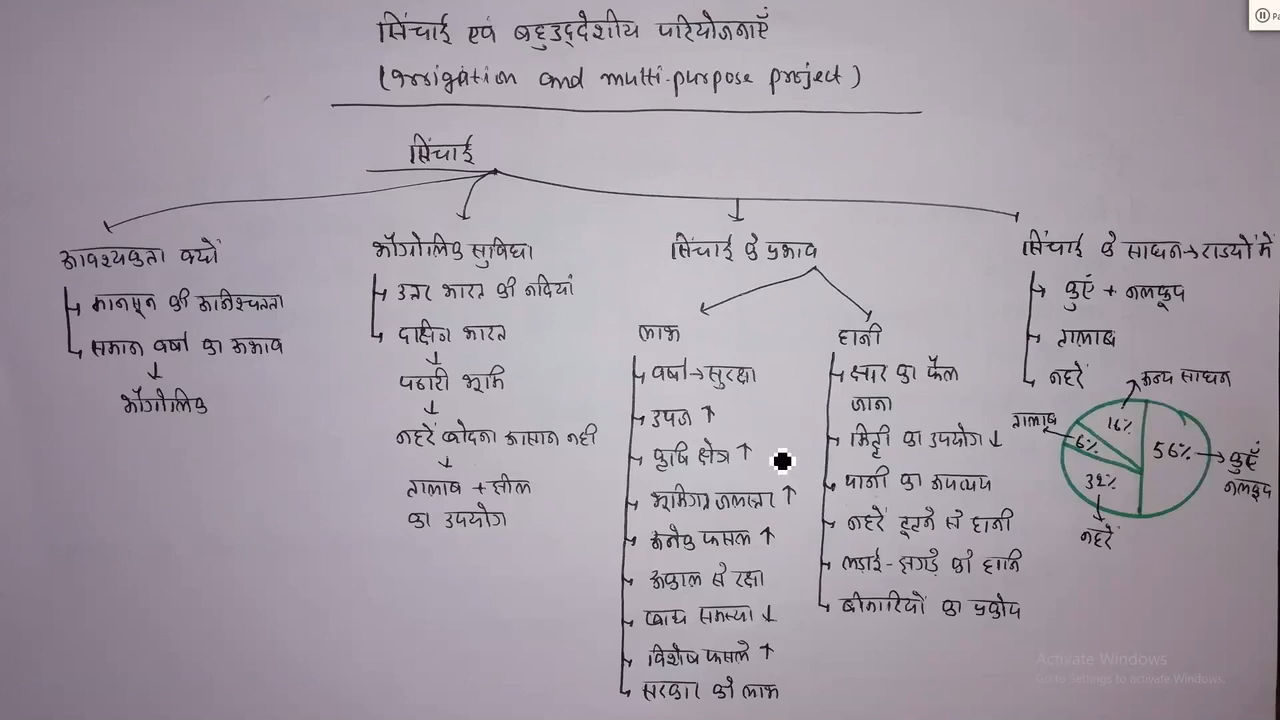 सिंचाई एवं बहुउद्देशीय परियोजनाएँ
(Irrigation and multi-purpose project)
सिंचाई
आवश्यकता क्यों
मानसून की अनिश्चतता
समान वर्षा का अभाव
भौगोलिक
भौगोलिक सुविधा
उत्तर भारत की नदियां
दक्षिण भारत
पठारी भूमि
नहरें खोदना आसान नही
तालाब + झील
का उपयोग
सिंचाई के प्रभाव
लाभ
वर्षा → सुरक्षा
उपज ↑
कृषि क्षेत्र ↑
भूमिगत जलस्तर ↑
अनेक फसल ↑
अकाल से रक्षा
खाद्य समस्या ↓
विशेष फसले ↑
सरकार को लाभ
हानी
क्षार का फैल
जाना
मिट्टी का उपयोग ↓
पानी का अपव्यय
नहरें टूटने से हानी
लड़ाई-झगड़े की हानि
बीमारियों का प्रकोप
सिंचाई के साधन → राज्यों में
कुएँ + नलकूप
तालाब
नहरें
अन्य साधन
तालाब
16%
6%
56%
कुएँ
नलकूप
नहरें
Activate Windows
Go to Settings to activate Windows.